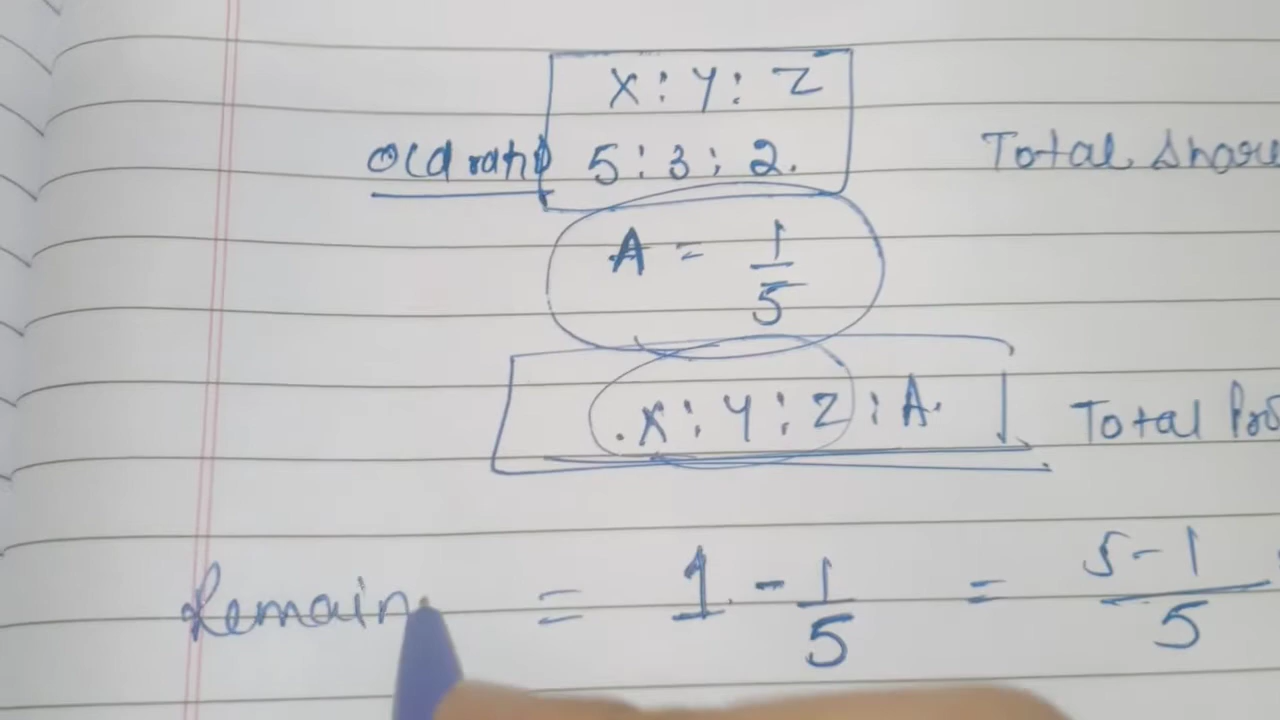 X : Y : Z
Old ratio 5 : 3 : 2. Total Share
A = 1/5
X : Y : Z : A. Total
Remain = 1 - 1/5 = 5-1/5